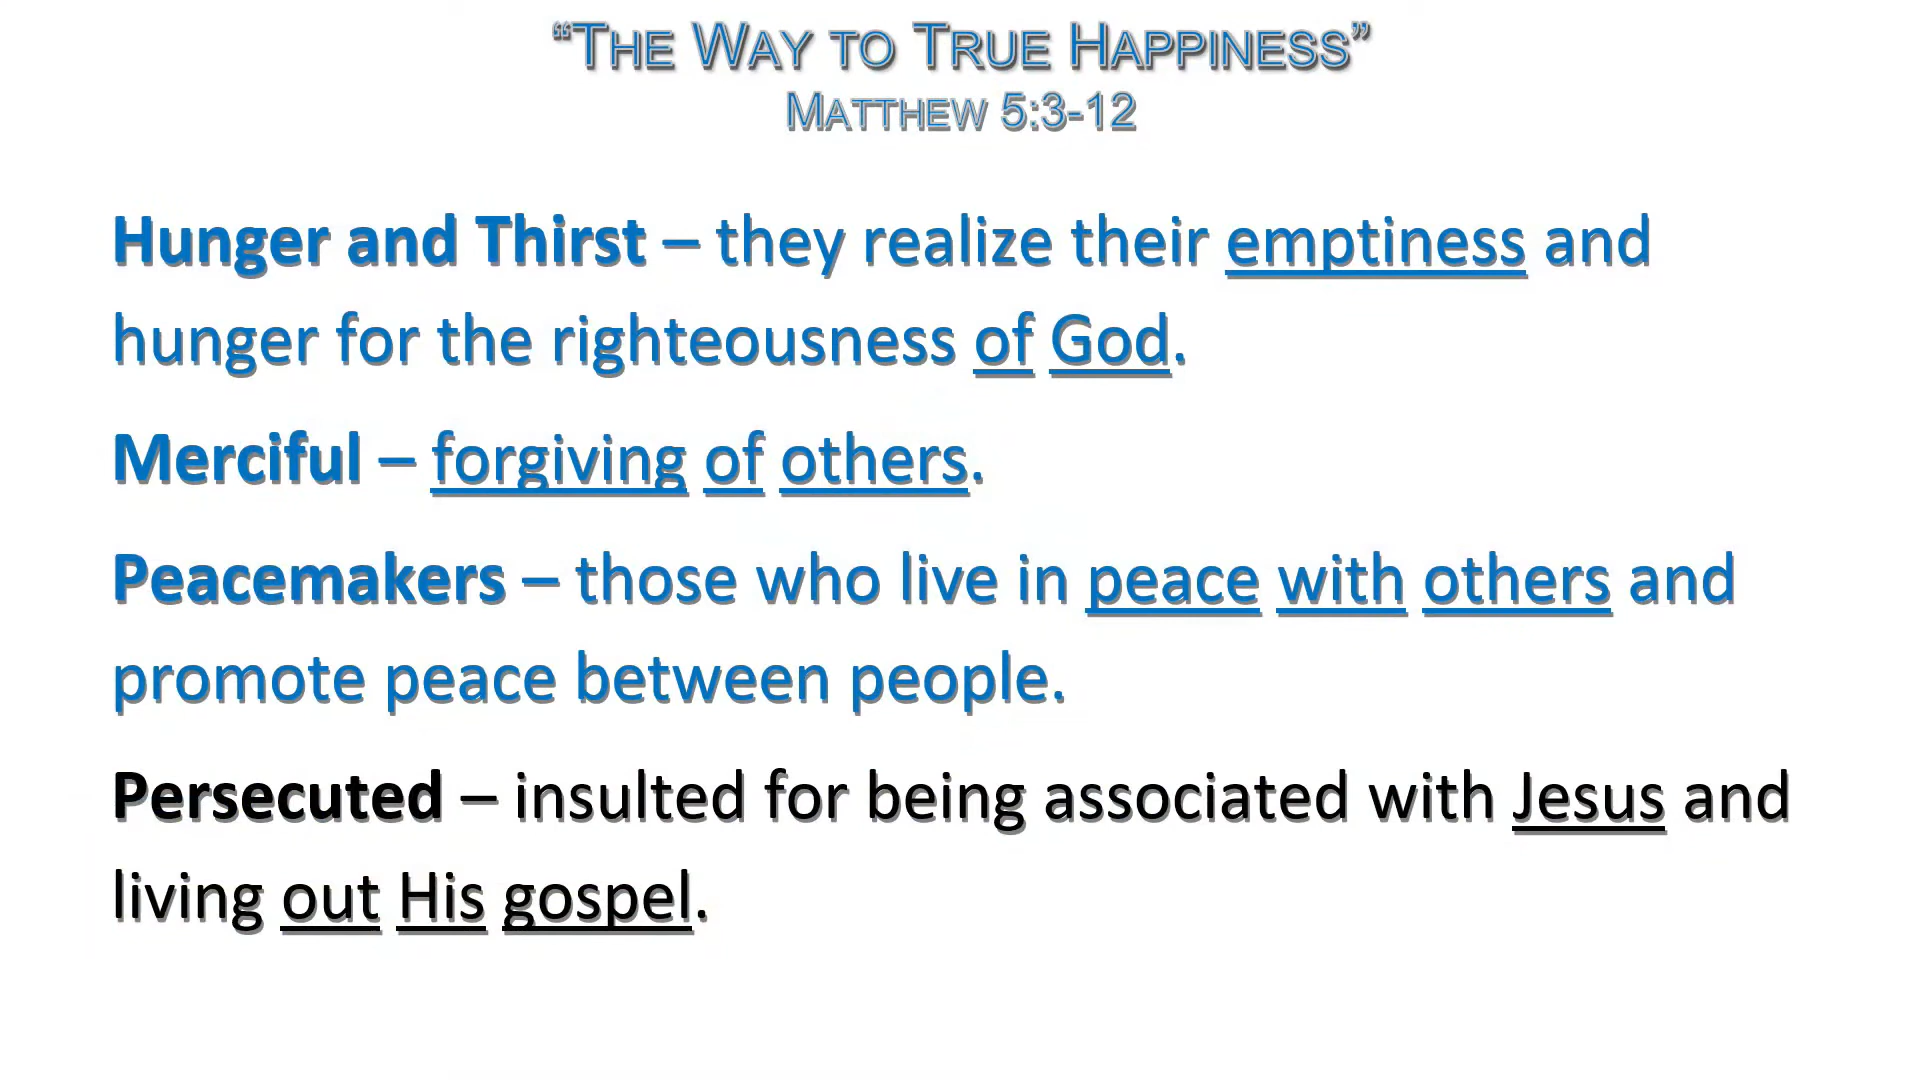 “The Way to True Happiness”
Matthew 5:3-12
Hunger and Thirst – they realize their emptiness and
hunger for the righteousness of God.
Merciful – forgiving of others.
Peacemakers – those who live in peace with others and
promote peace between people.
Persecuted – insulted for being associated with Jesus and
living out His gospel.